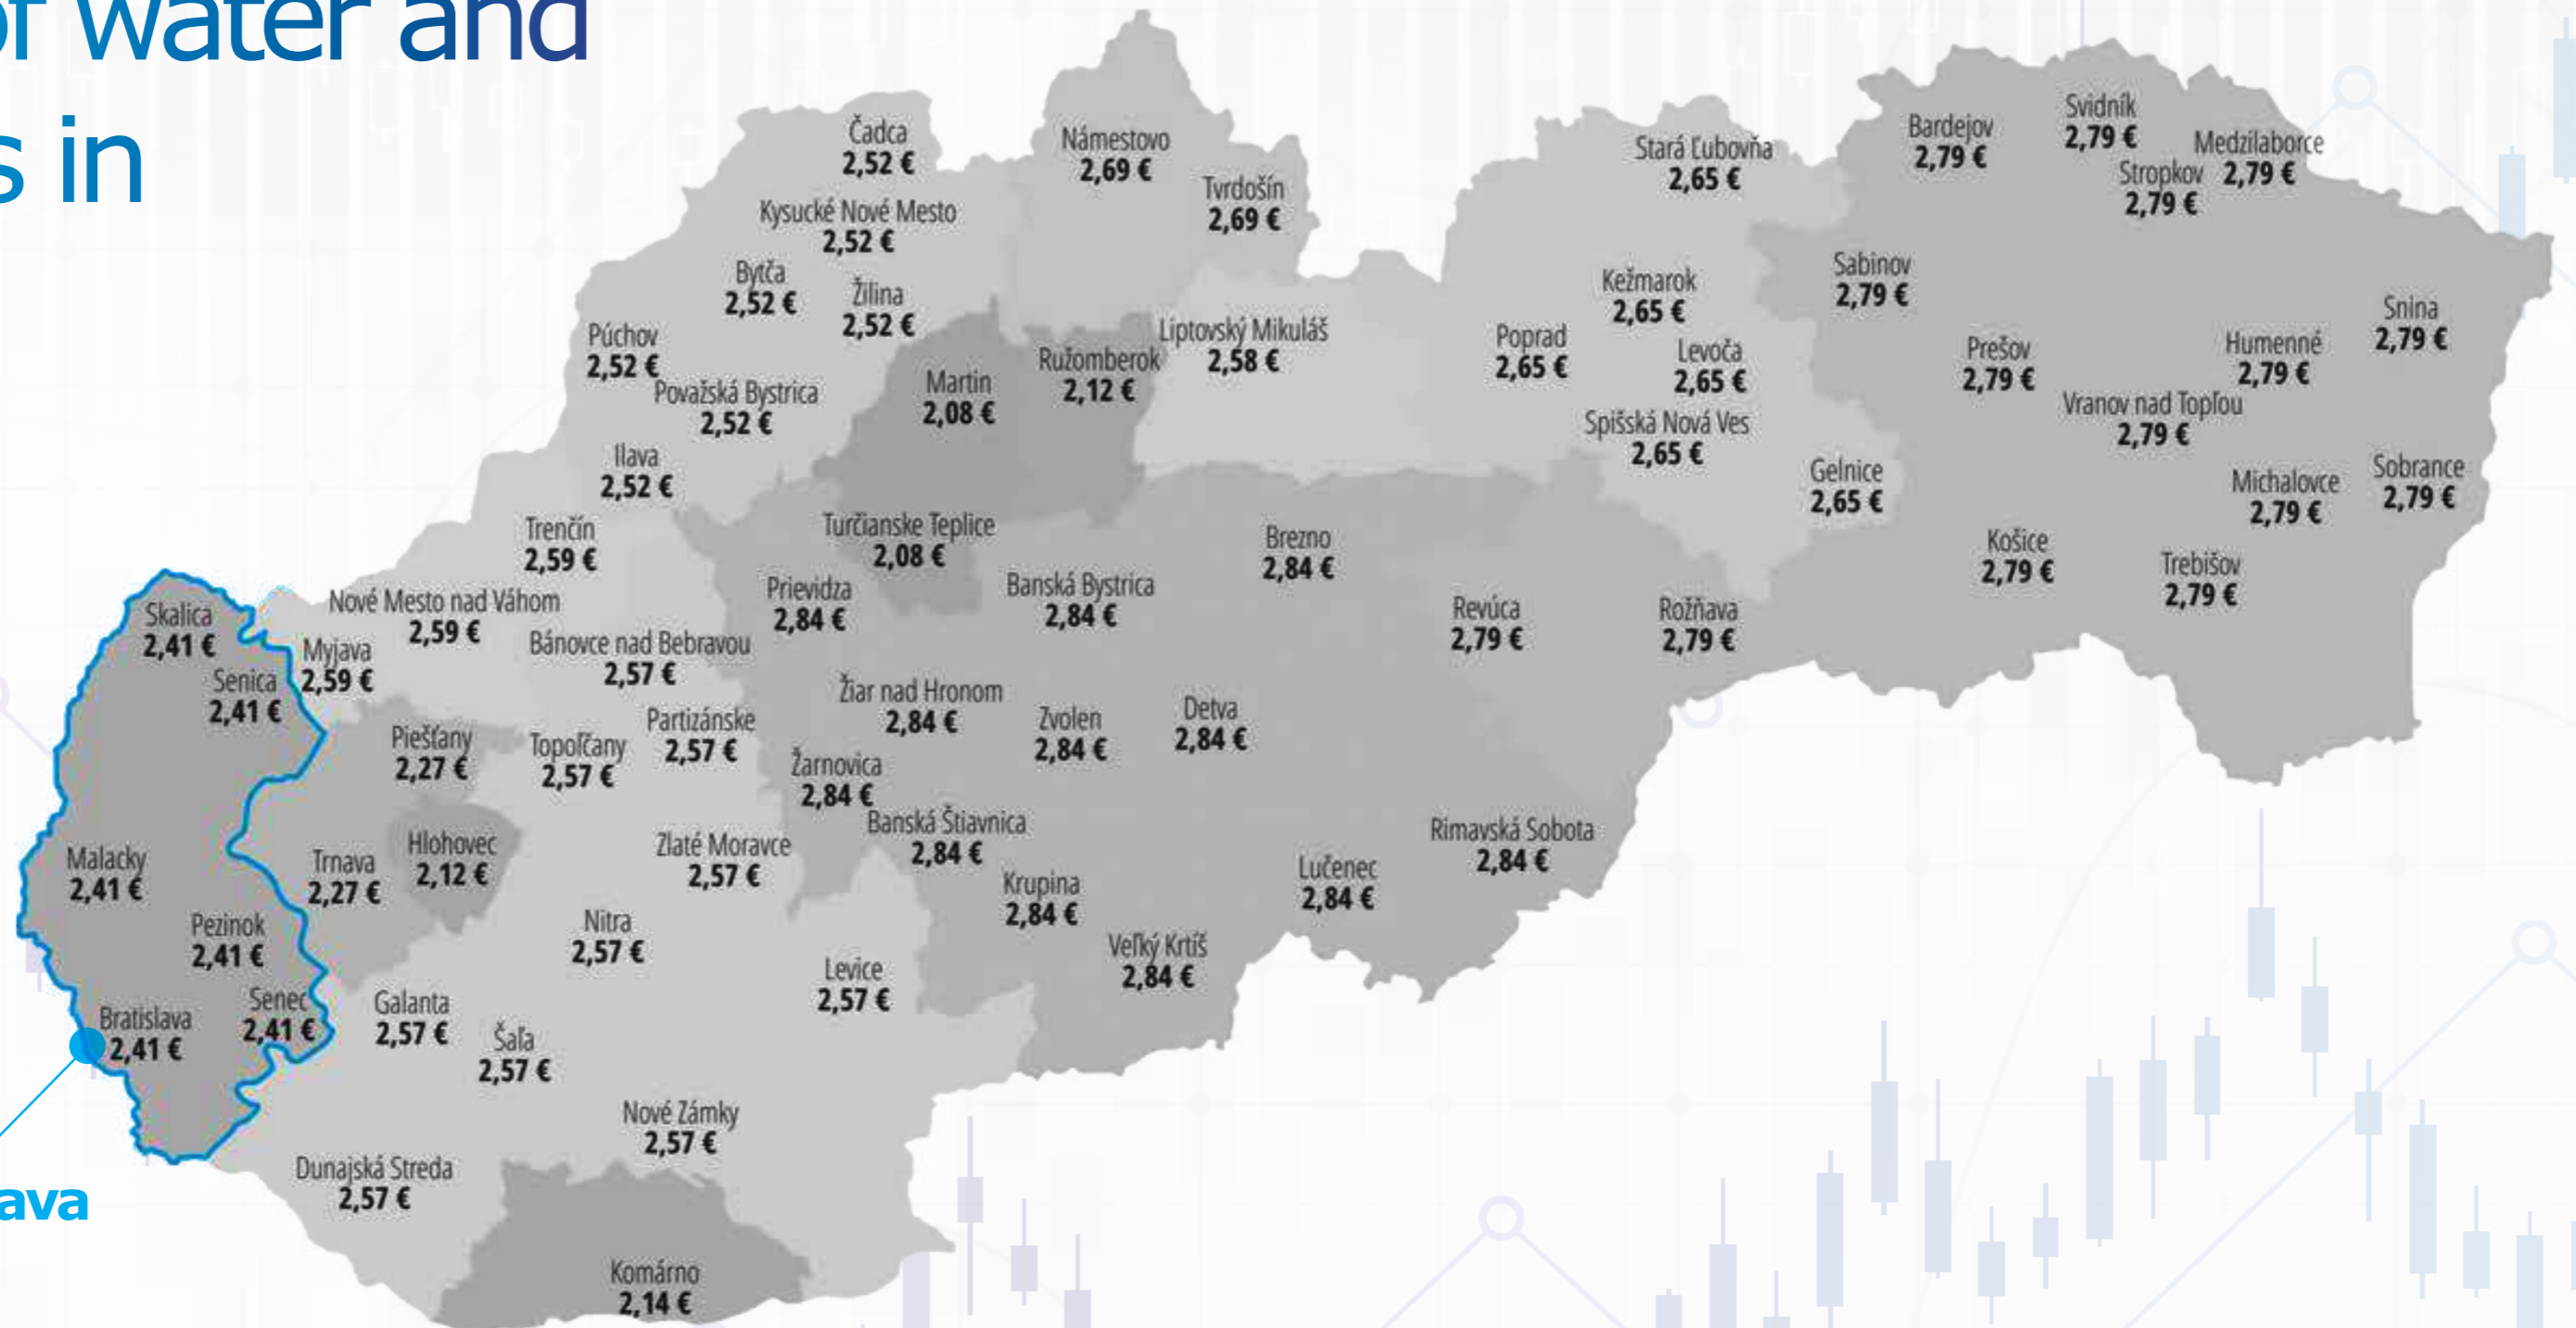 of water and
s in
Čadca
2,52 €
Námestovo
2,69 €
Tvrdošín
2,69 €
Stará Ľubovňa
2,65 €
Bardejov
2,79 €
Svidník
2,79 €
Medzilaborce
2,79 €
Stropkov
2,79 €
Kysucké Nové Mesto
2,52 €
Bytča
2,52 €
Žilina
2,52 €
Púchov
2,52 €
Považská Bystrica
2,52 €
Ilava
2,52 €
Martin
2,08 €
Ružomberok
2,12 €
Liptovský Mikuláš
2,58 €
Poprad
2,65 €
Kežmarok
2,65 €
Levoča
2,65 €
Spišská Nová Ves
2,65 €
Gelnice
2,65 €
Sabinov
2,79 €
Prešov
2,79 €
Humenné
2,79 €
Snina
2,79 €
Vranov nad Topľou
2,79 €
Michalovce
2,79 €
Sobrance
2,79 €
Košice
2,79 €
Trebišov
2,79 €
Trenčín
2,59 €
Turčianske Teplice
2,08 €
Prievidza
2,84 €
Banská Bystrica
2,84 €
Brezno
2,84 €
Revúca
2,79 €
Rožňava
2,79 €
Skalica
2,41 €
Senica
2,41 €
Nové Mesto nad Váhom
2,59 €
Myjava
2,59 €
Bánovce nad Bebravou
2,57 €
Partizánske
2,57 €
Topoľčany
2,57 €
Piešťany
2,27 €
Žiar nad Hronom
2,84 €
Zvolen
2,84 €
Detva
2,84 €
Žarnovica
2,84 €
Banská Štiavnica
2,84 €
Krupina
2,84 €
Veľký Krtíš
2,84 €
Lučenec
2,84 €
Rimavská Sobota
2,84 €
Malacky
2,41 €
Pezinok
2,41 €
Trnava
2,27 €
Hlohovec
2,12 €
Zlaté Moravce
2,57 €
Nitra
2,57 €
Levice
2,57 €
Bratislava
2,41 €
Senec
2,41 €
Galanta
2,57 €
Šaľa
2,57 €
Nové Zámky
2,57 €
Dunajská Streda
2,57 €
Komárno
2,14 €
ava